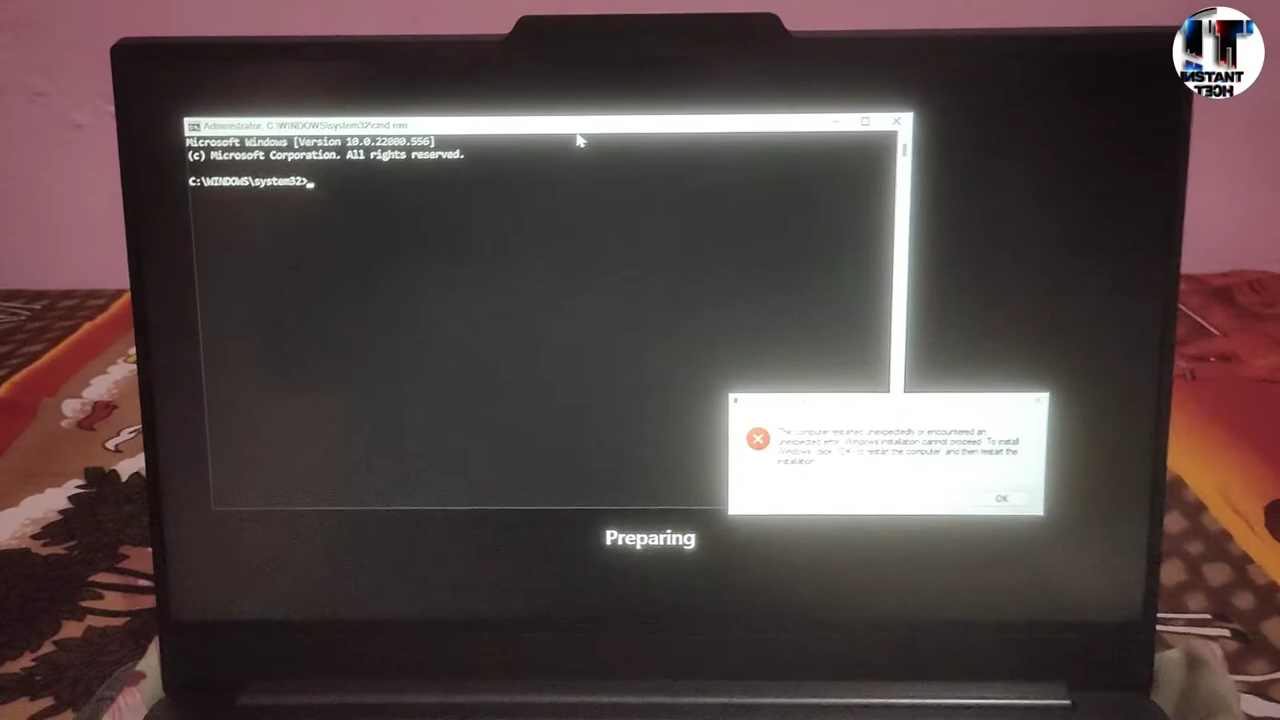 Administrator: C:\WINDOWS\system32\cmd.exe
Microsoft Windows [Version 10.0.22000.556]
(c) Microsoft Corporation. All rights reserved.
C:\WINDOWS\system32>
The computer restarted unexpectedly or encountered an
unexpected error. Windows installation cannot proceed. To install
Windows, click "OK" to restart the computer, and then restart the
installation.
OK
Preparing
IT
INSTANT
TECH